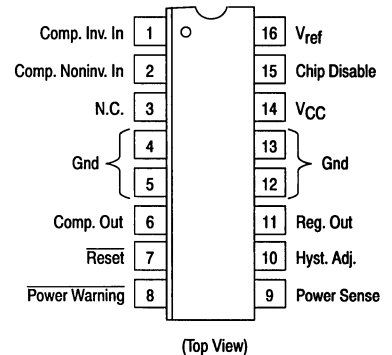 Comp. Inv. In 1 16 Vref
Comp. Noninv. In 2 15 Chip Disable
N.C. 3 14 VCC
4 13
Gnd Gnd
5 12
Comp. Out 6 11 Reg. Out
Reset 7 10 Hyst. Adj.
Power Warning 8 9 Power Sense
(Top View)